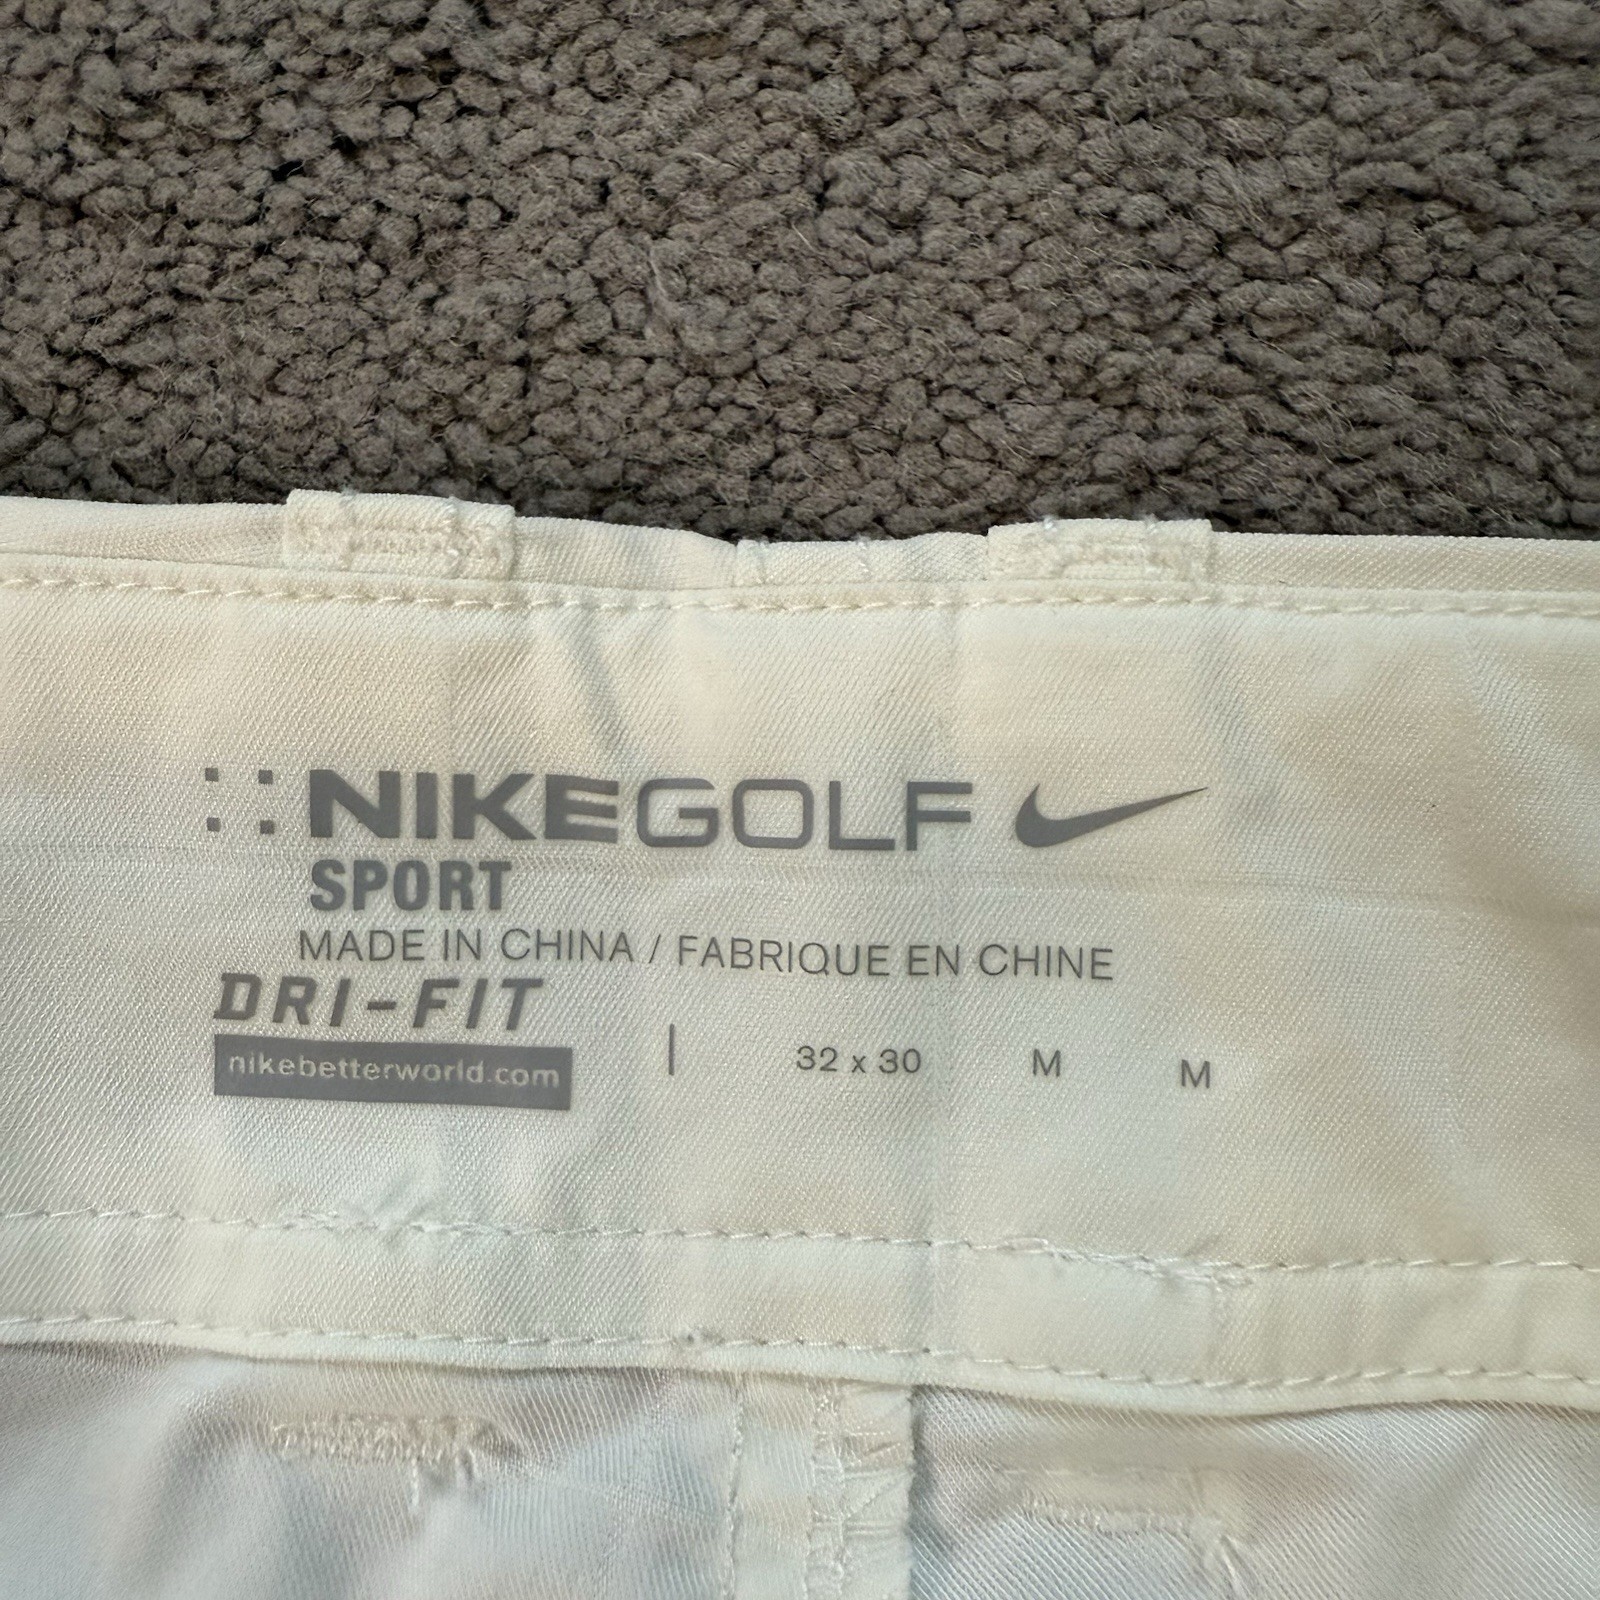 NIKEGOLF
SPORT
MADE IN CHINA / FABRIQUE EN CHINE
DRI-FIT
nikebetterworld.com | 32 x 30 M M